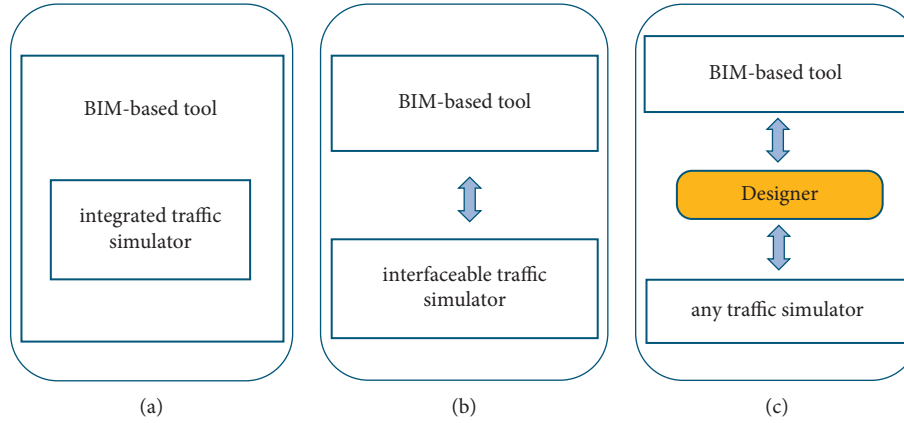 BIM-based tool
integrated traffic
simulator
(a)
BIM-based tool
interfaceable traffic
simulator
(b)
BIM-based tool
Designer
any traffic simulator
(c)